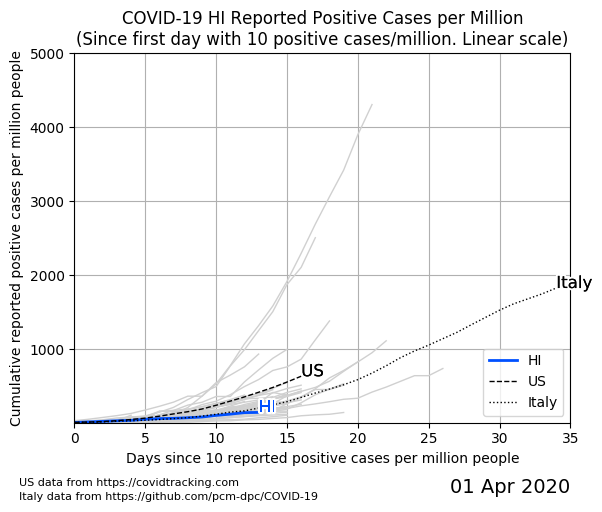 COVID-19 HI Reported Positive Cases per Million
(Since first day with 10 positive cases/million. Linear scale)
Cumulative reported positive cases per million people
5000
4000
3000
2000
1000
Italy
US
HI
HI
US
Italy
0 5 10 15 20 25 30 35
Days since 10 reported positive cases per million people
US data from https://covidtracking.com
Italy data from https://github.com/pcm-dpc/COVID-19
01 Apr 2020